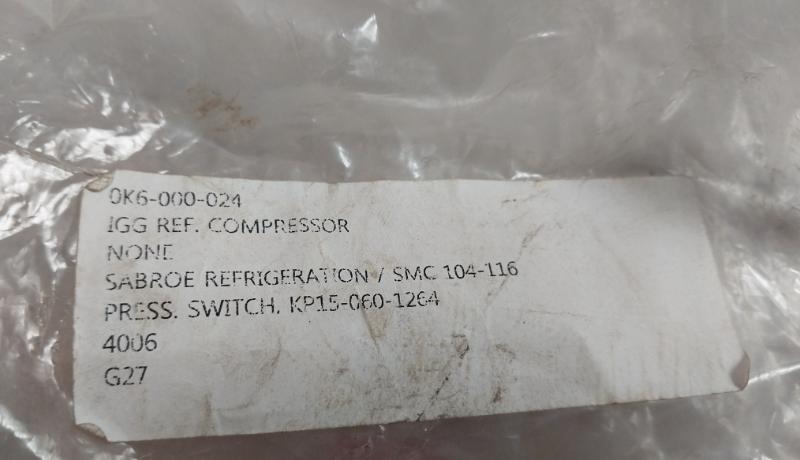 0K6-000-024
IGG REF. COMPRESSOR
NONE
SABROE REFRIGERATION / SMC 104-116
PRESS. SWITCH, KP15-060-1264
4006
G27